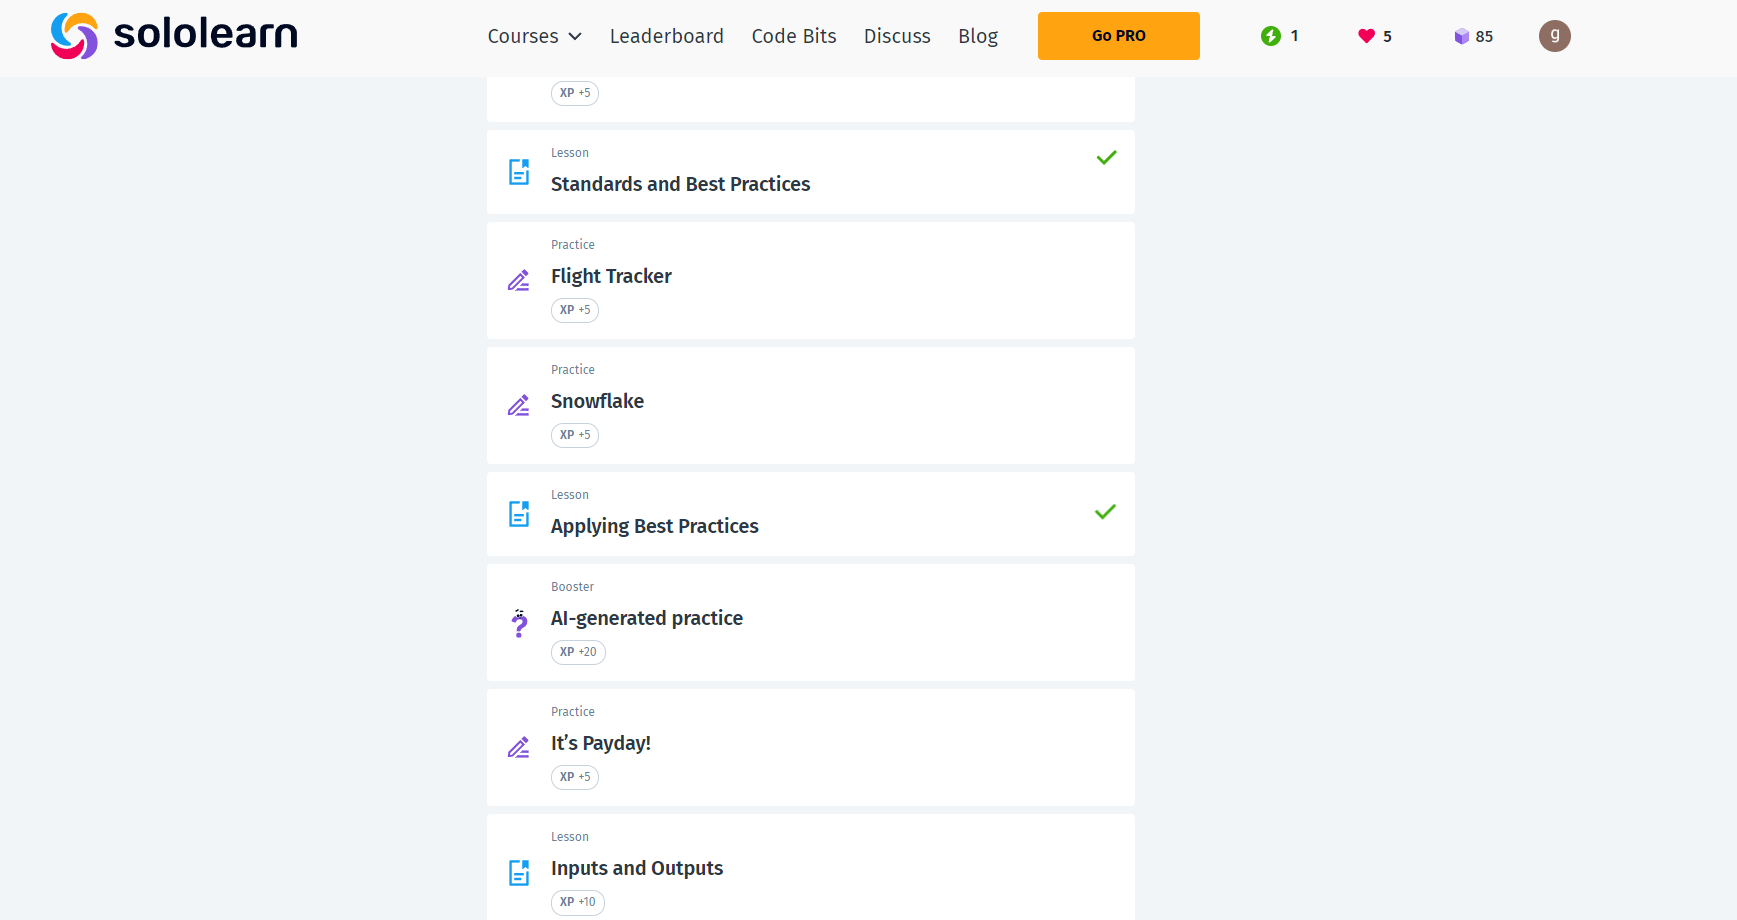 sololearn Courses Leaderboard Code Bits Discuss Blog Go PRO 1 5 85 g
XP +5
Lesson
Standards and Best Practices
Practice
Flight Tracker
XP +5
Practice
Snowflake
XP +5
Lesson
Applying Best Practices
Booster
AI-generated practice
XP +20
Practice
It’s Payday!
XP +5
Lesson
Inputs and Outputs
XP +10